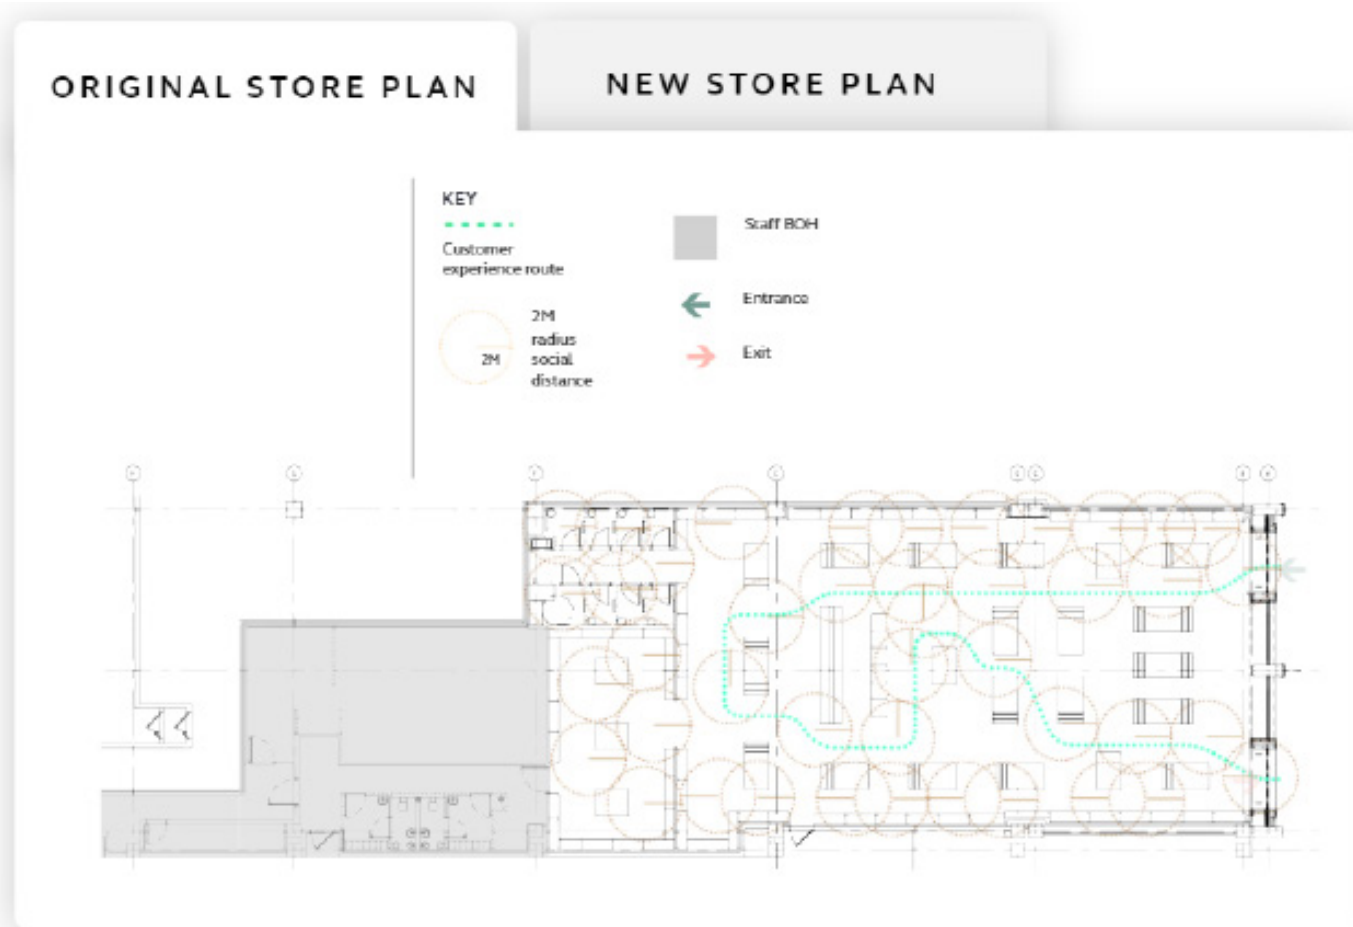 ORIGINAL STORE PLAN
NEW STORE PLAN
KEY
Customer
experience route
2M
2M
radius
social
distance
Staff BOH
Entrance
Exit